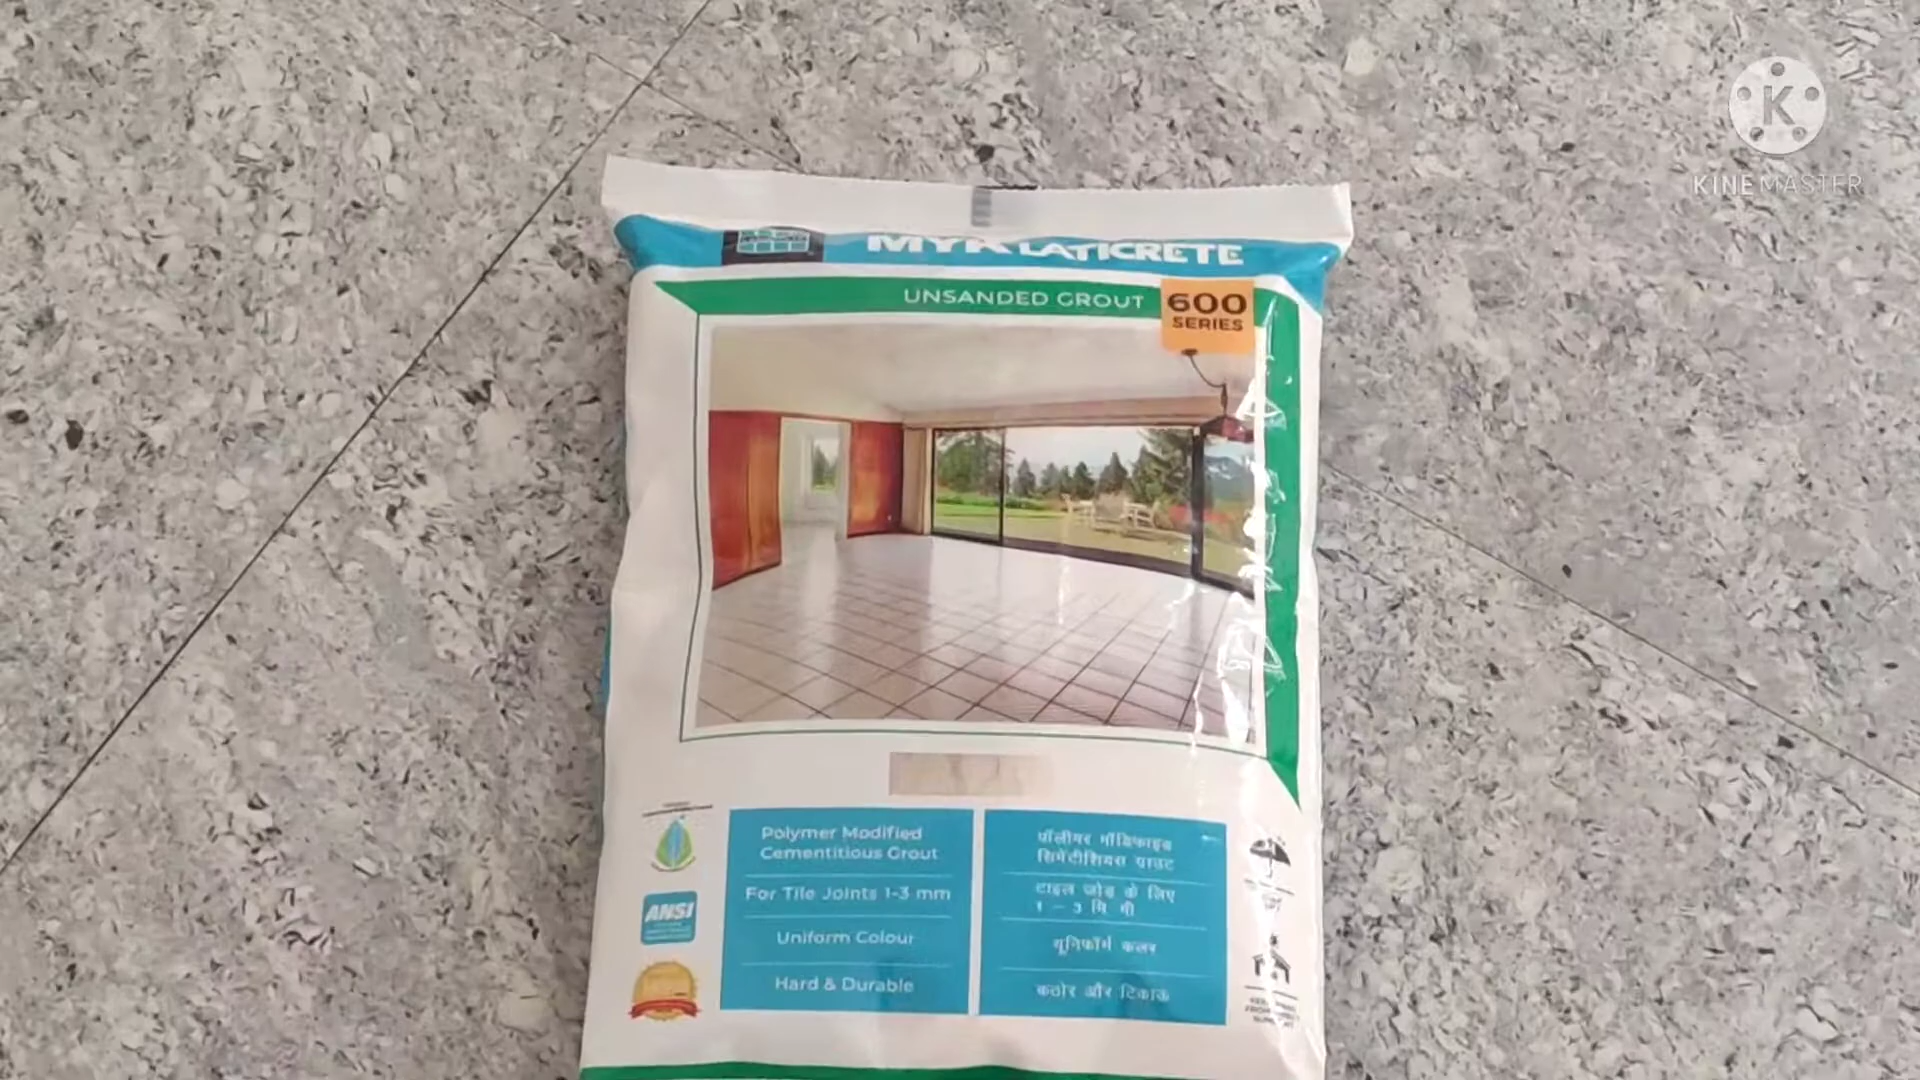 KINEMASTER
MYK LATICRETE
UNSANDED GROUT
600
SERIES
Polymer Modified
Cementitious Grout
For Tile Joints 1-3 mm
Uniform Colour
Hard & Durable
पॉलीमर मॉडिफाइड
सिमेंटीशियस ग्राउट
टाइल जोड़ के लिए
1 - 3 मि मी
यूनिफॉर्म कलर
कठोर और टिकाऊ
ANSI